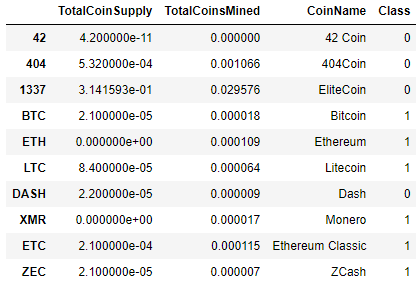 TotalCoinSupply TotalCoinsMined CoinName Class
42 4.200000e-11 0.000000 42 Coin 0
404 5.320000e-04 0.001066 404Coin 0
1337 3.141593e-01 0.029576 EliteCoin 0
BTC 2.100000e-05 0.000018 Bitcoin 1
ETH 0.000000e+00 0.000109 Ethereum 1
LTC 8.400000e-05 0.000064 Litecoin 1
DASH 2.200000e-05 0.000009 Dash 0
XMR 0.000000e+00 0.000017 Monero 1
ETC 2.100000e-04 0.000115 Ethereum Classic 1
ZEC 2.100000e-05 0.000007 ZCash 1